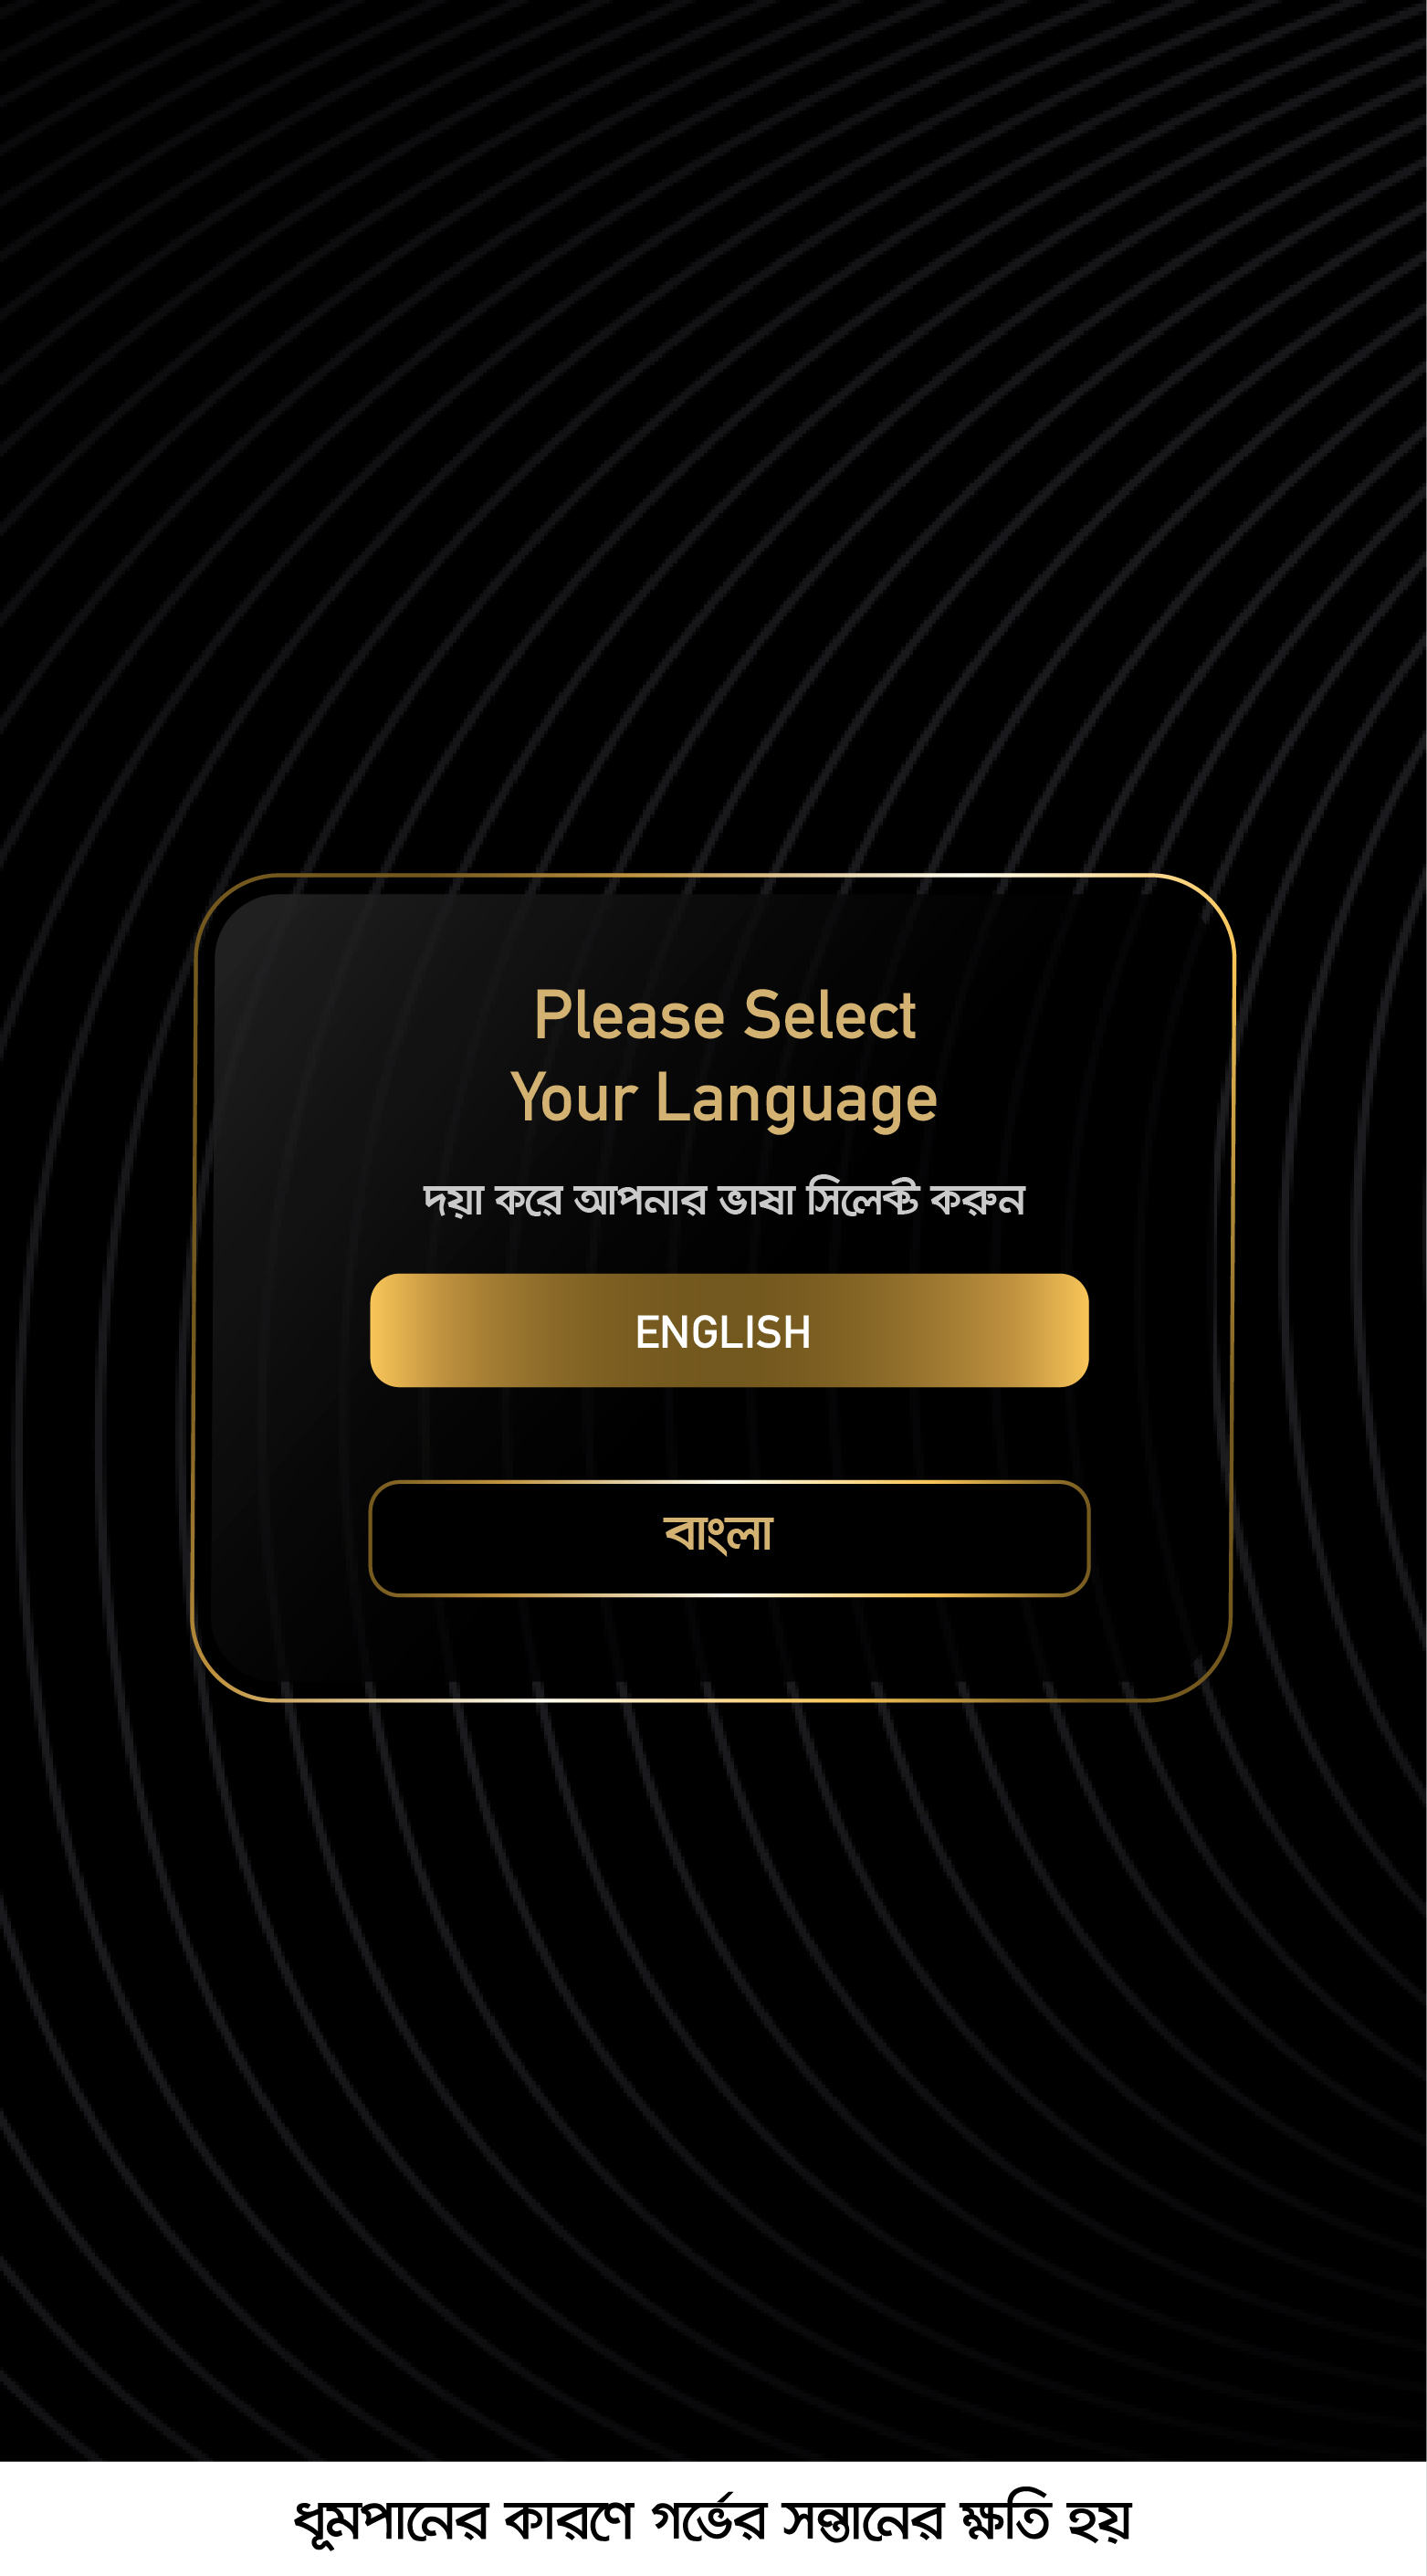 Please Select
Your Language
দয়া করে আপনার ভাষা সিলেক্ট করুন
ENGLISH
বাংলা
ধূমপানের কারণে গর্ভের সন্তানের ক্ষতি হয়